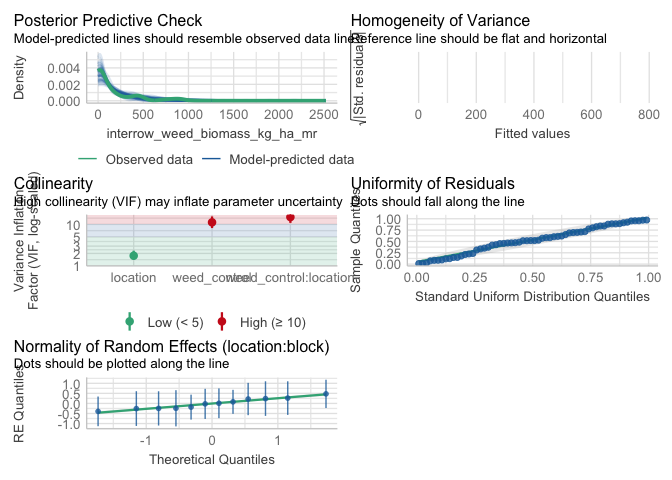 Posterior Predictive Check
Model-predicted lines should resemble observed data line
Density
0.004
0.002
0.000
0 500 1000 1500 2000 2500
interrow_weed_biomass_kg_ha_mr
Observed data Model-predicted data
Homogeneity of Variance
Reference line should be flat and horizontal
√|Std. residuals|
0 200 400 600 800
Fitted values
Collinearity
High collinearity (VIF) may inflate parameter uncertainty
Variance Inflation
Factor (VIF, log-scaled)
10
5
3
2
1
location weed_control weed_control:location
Low (< 5) High (≥ 10)
Uniformity of Residuals
Dots should fall along the line
Sample Quantiles
1.00
0.75
0.50
0.25
0.00
0.00 0.25 0.50 0.75 1.00
Standard Uniform Distribution Quantiles
Normality of Random Effects (location:block)
Dots should be plotted along the line
RE Quantiles
1.0
0.5
0.0
-0.5
-1.0
-1 0 1
Theoretical Quantiles